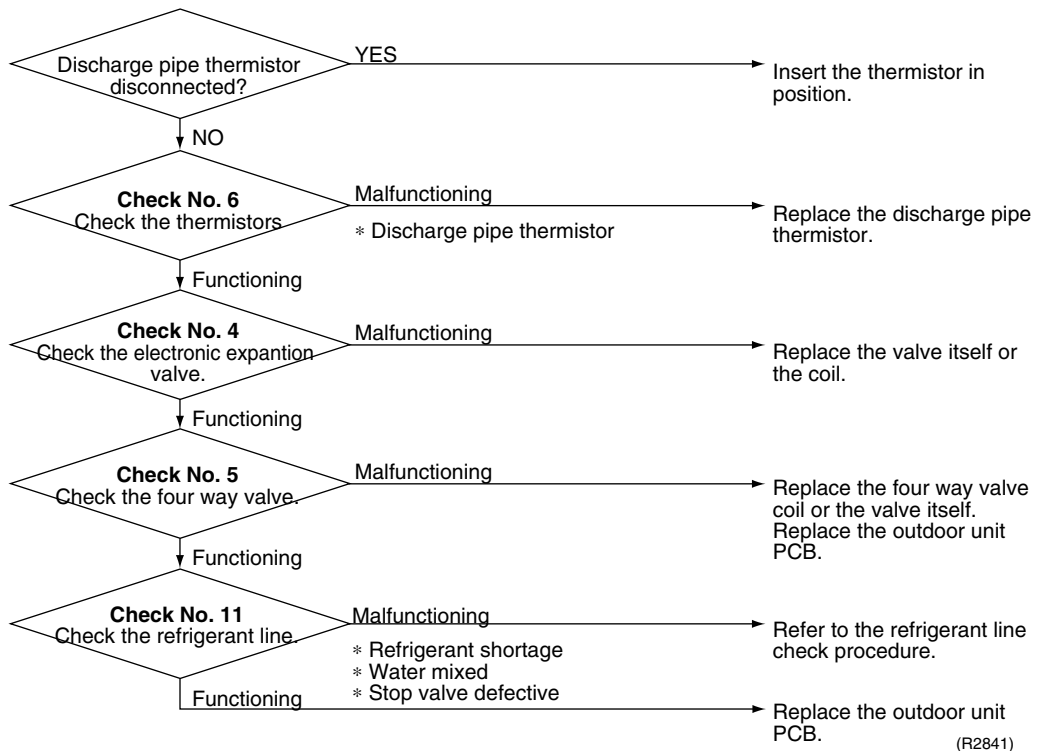 Discharge pipe thermistor
disconnected?
YES
Insert the thermistor in
position.
NO
Check No. 6
Check the thermistors
Malfunctioning
∗ Discharge pipe thermistor
Replace the discharge pipe
thermistor.
Functioning
Check No. 4
Check the electronic expantion
valve.
Malfunctioning
Replace the valve itself or
the coil.
Functioning
Check No. 5
Check the four way valve.
Malfunctioning
Replace the four way valve
coil or the valve itself.
Replace the outdoor unit
PCB.
Functioning
Check No. 11
Check the refrigerant line.
Malfunctioning
∗ Refrigerant shortage
∗ Water mixed
∗ Stop valve defective
Refer to the refrigerant line
check procedure.
Functioning
Replace the outdoor unit
PCB.
(R2841)